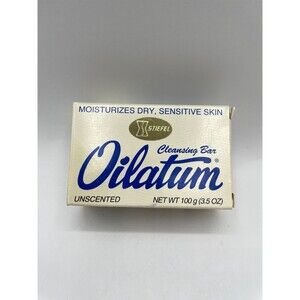 MOISTURIZES DRY, SENSITIVE SKIN
STIEFEL
Cleansing Bar
Oilatum®
UNSCENTED NET WT 100 g (3.5 OZ)